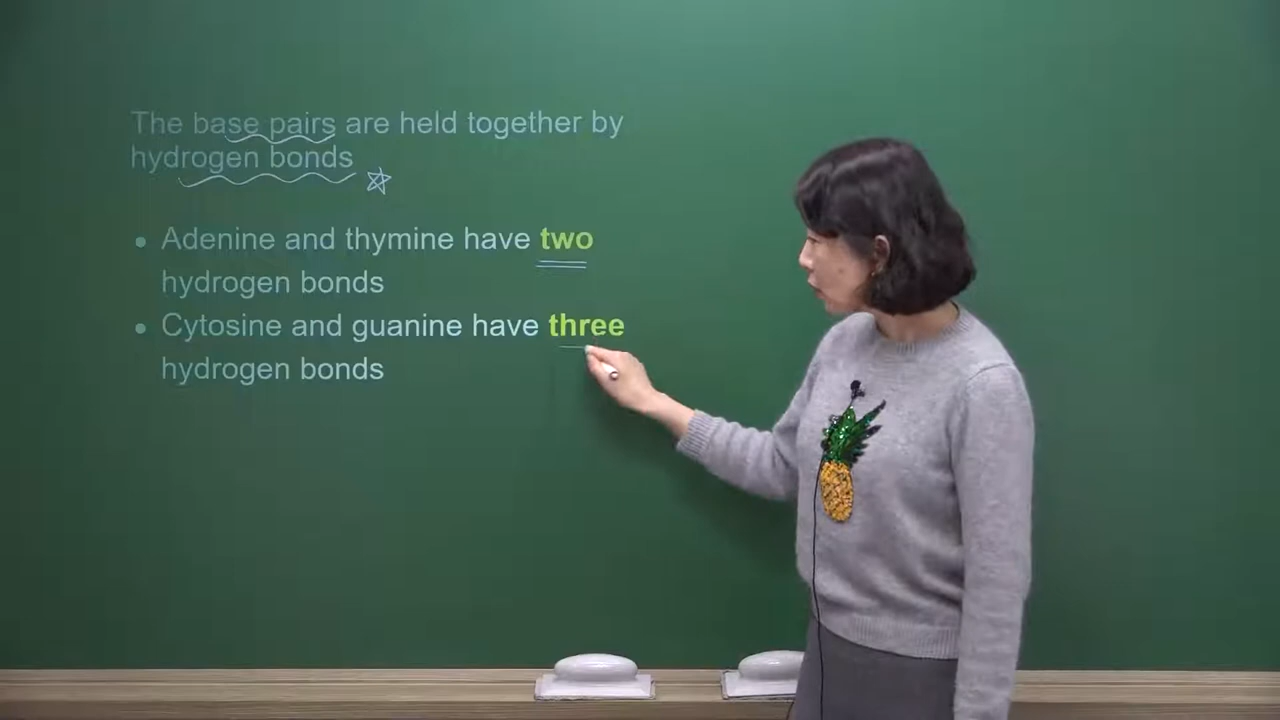 The base pairs are held together by
hydrogen bonds
• Adenine and thymine have two
hydrogen bonds
• Cytosine and guanine have three
hydrogen bonds